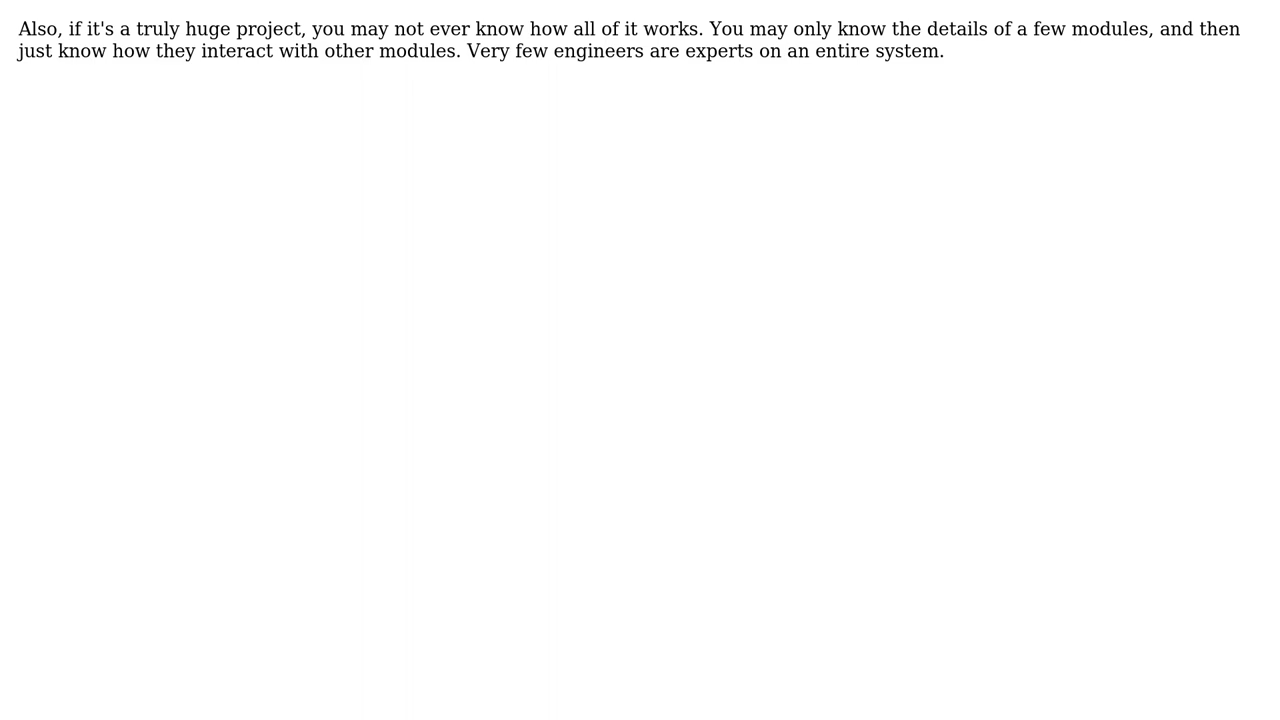 Also, if it's a truly huge project, you may not ever know how all of it works. You may only know the details of a few modules, and then
just know how they interact with other modules. Very few engineers are experts on an entire system.